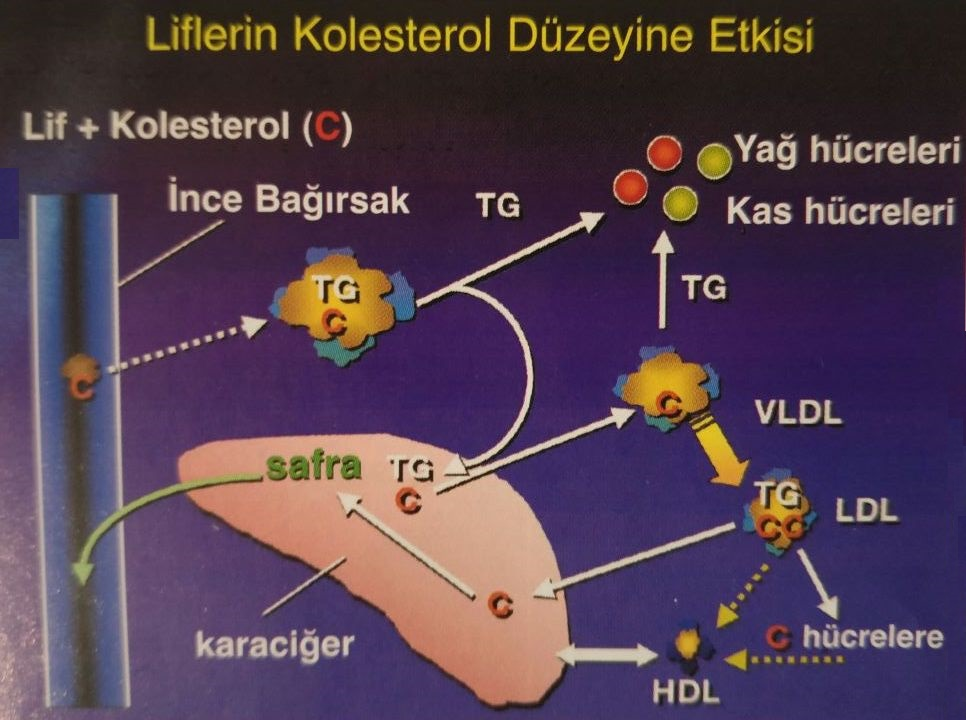 Liflerin Kolesterol Düzeyine Etkisi
Lif + Kolesterol (C)
Yağ hücreleri
İnce Bağırsak
TG
Kas hücreleri
TG
C
TG
C
C
VLDL
safra
TG
C
TG
CC
LDL
C
karaciğer
C hücrelere
HDL